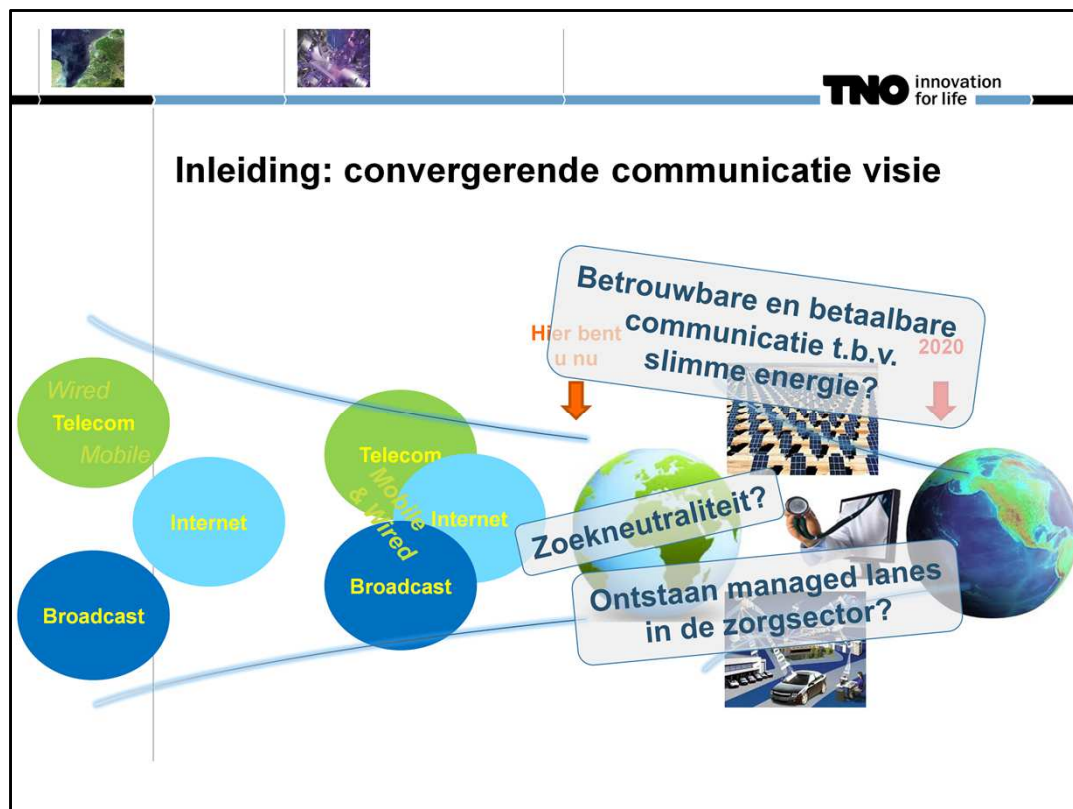 TNO innovation
for life
Inleiding: convergerende communicatie visie
Betrouwbare en betaalbare
communicatie t.b.v.
slimme energie?
Hier bent
u nu
2020
Wired
Telecom
Mobile
Internet
Broadcast
Telecom
Mobile
& Wired
Internet
Broadcast
Zoekneutraliteit?
Ontstaan managed lanes
in de zorgsector?